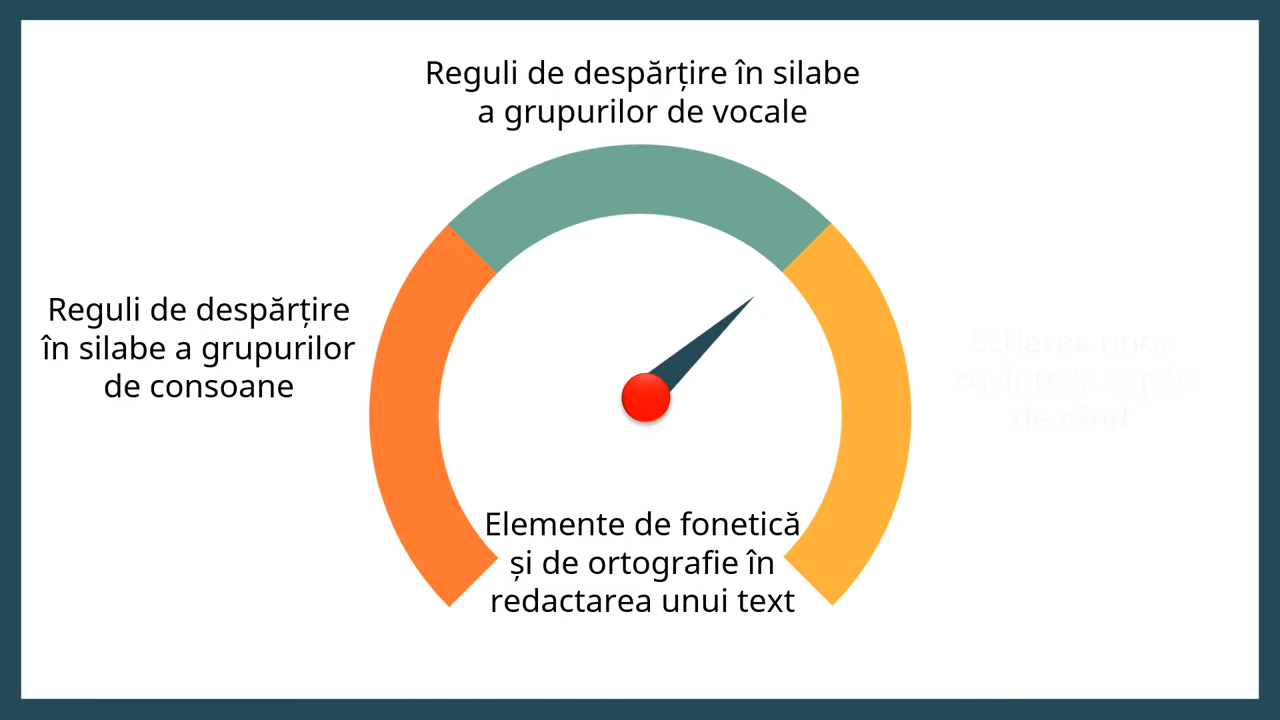 Reguli de despărțire în silabe
a grupurilor de vocale
Reguli de despărțire
în silabe a grupurilor
de consoane
Elemente de fonetică
și de ortografie în
redactarea unui text